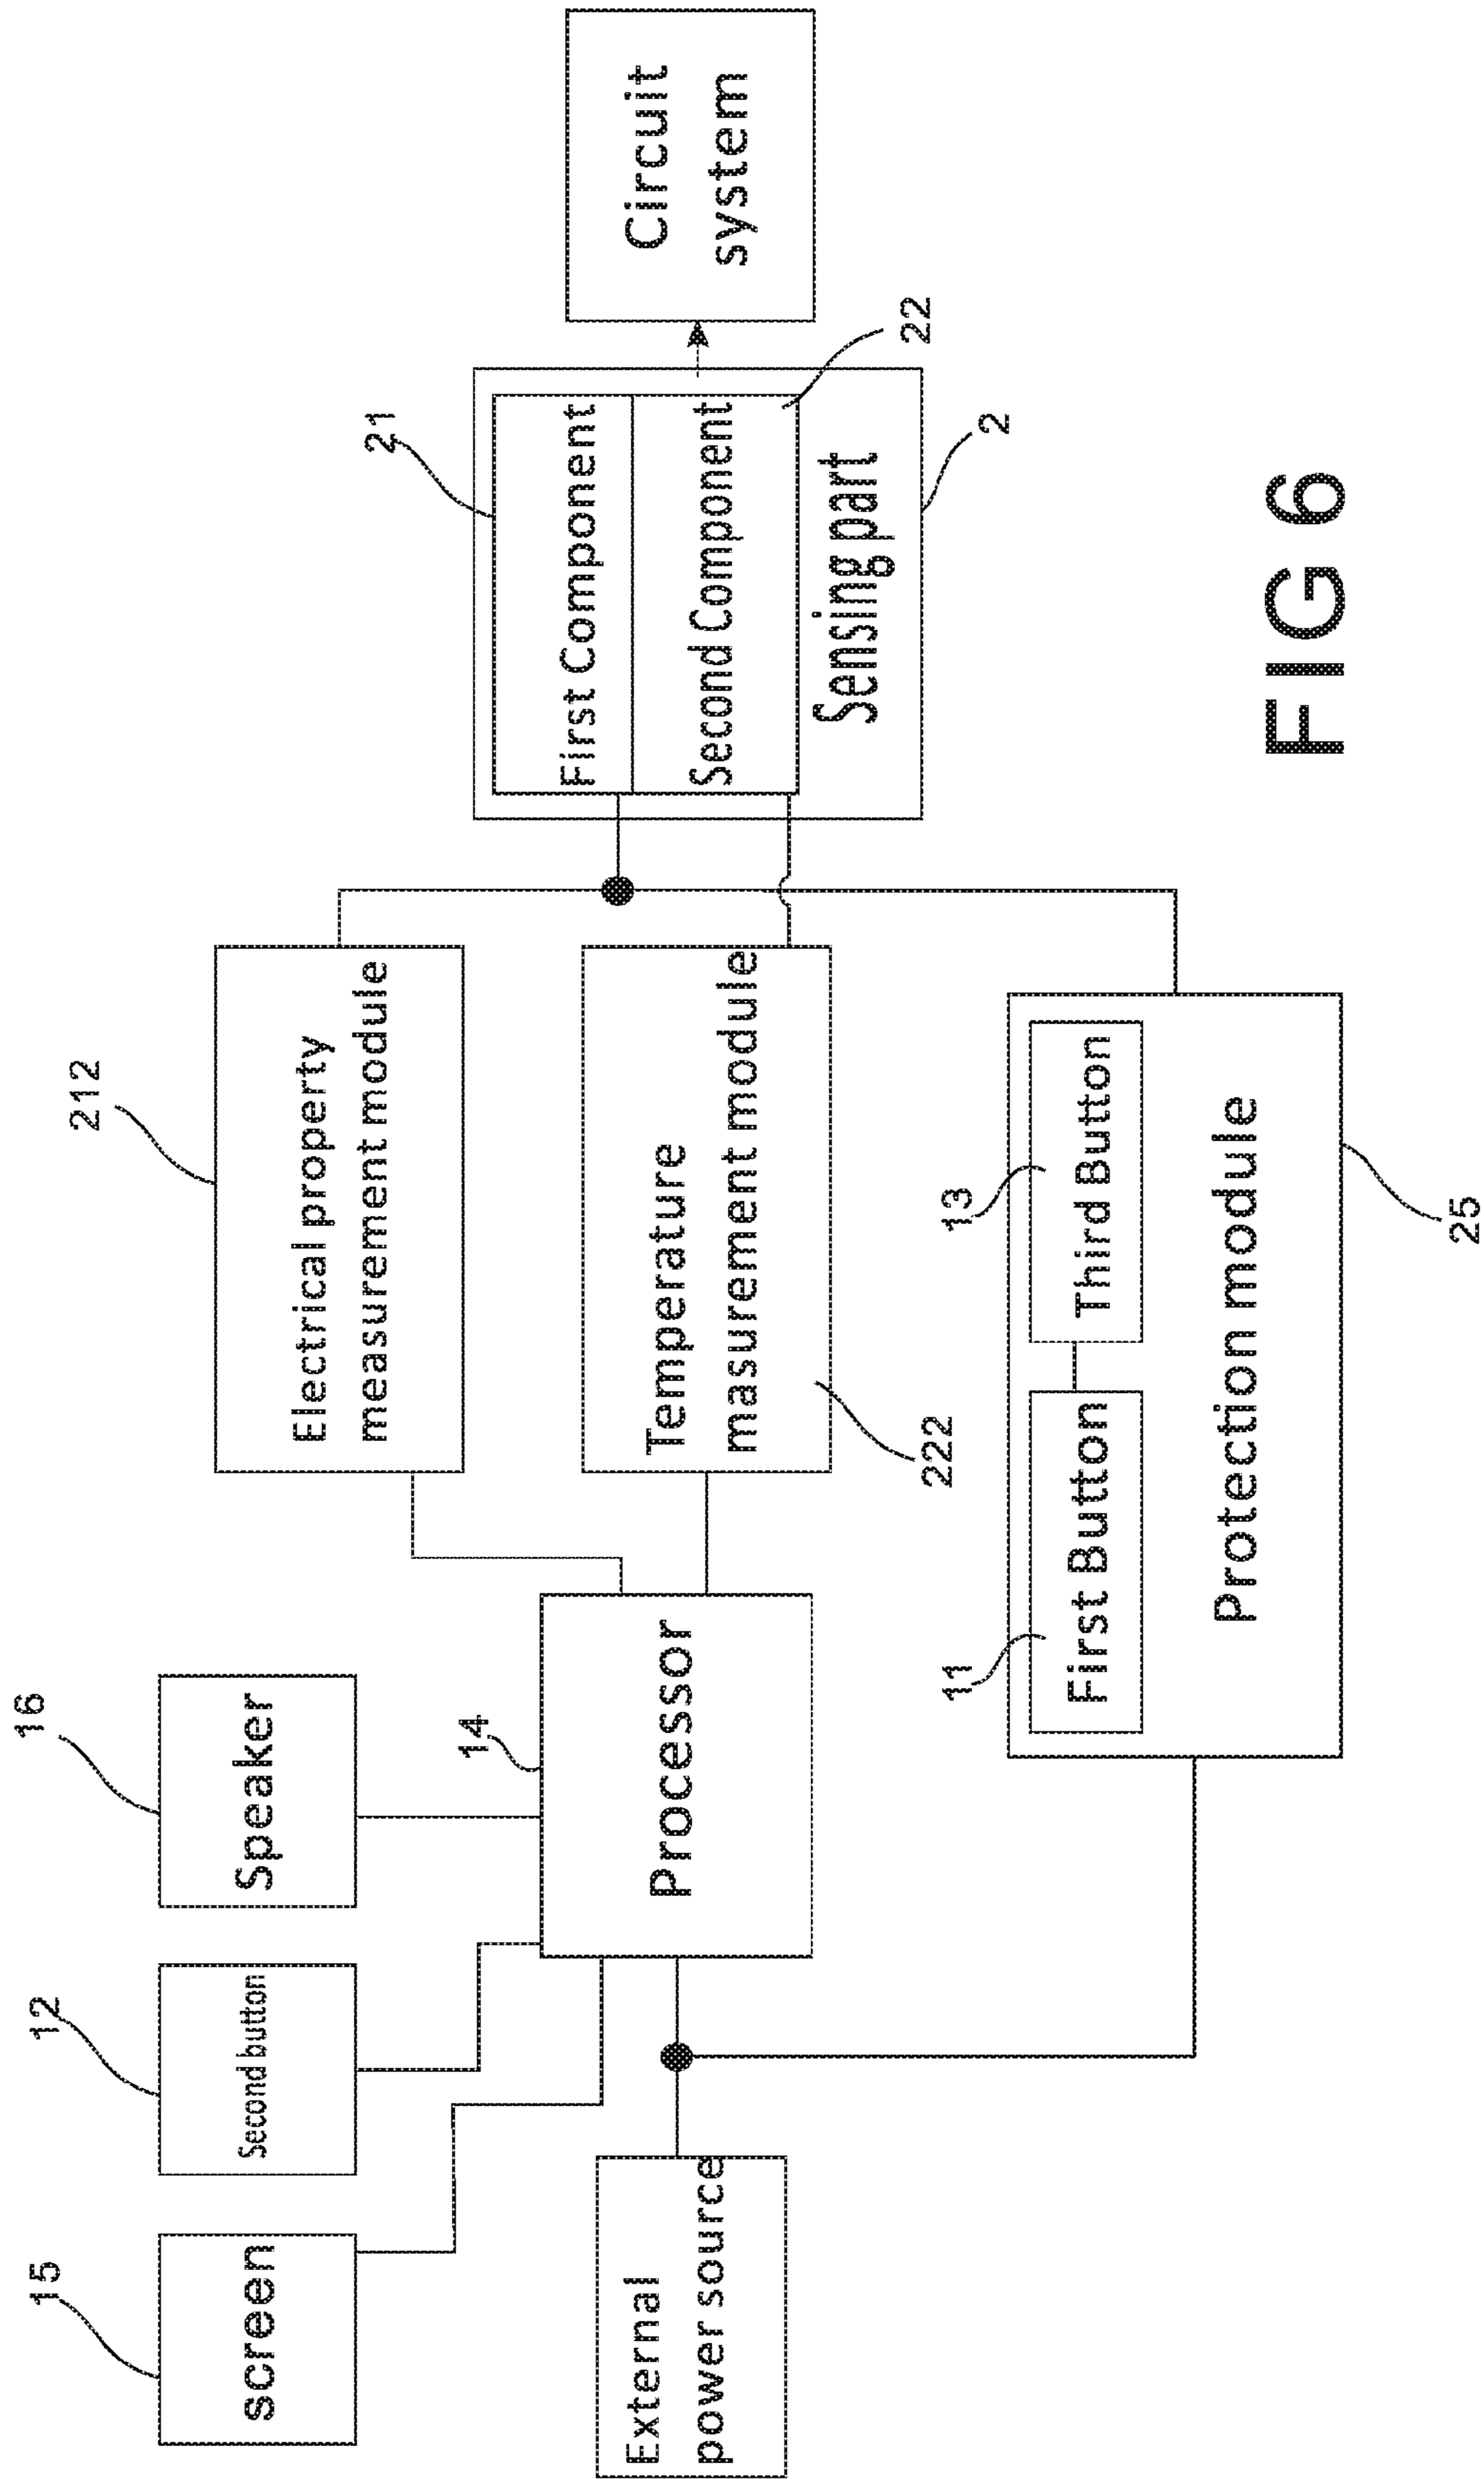 15
screen
12
Second button
16
Speaker
External
power source
14
Processor
212
Electrical property
measurement module
Temperature
masurement module
222
11
First Button
13
Third Button
Protection module
25
21
First Component
Second Component
22
Sensing part
2
Circuit
system
FIG 6